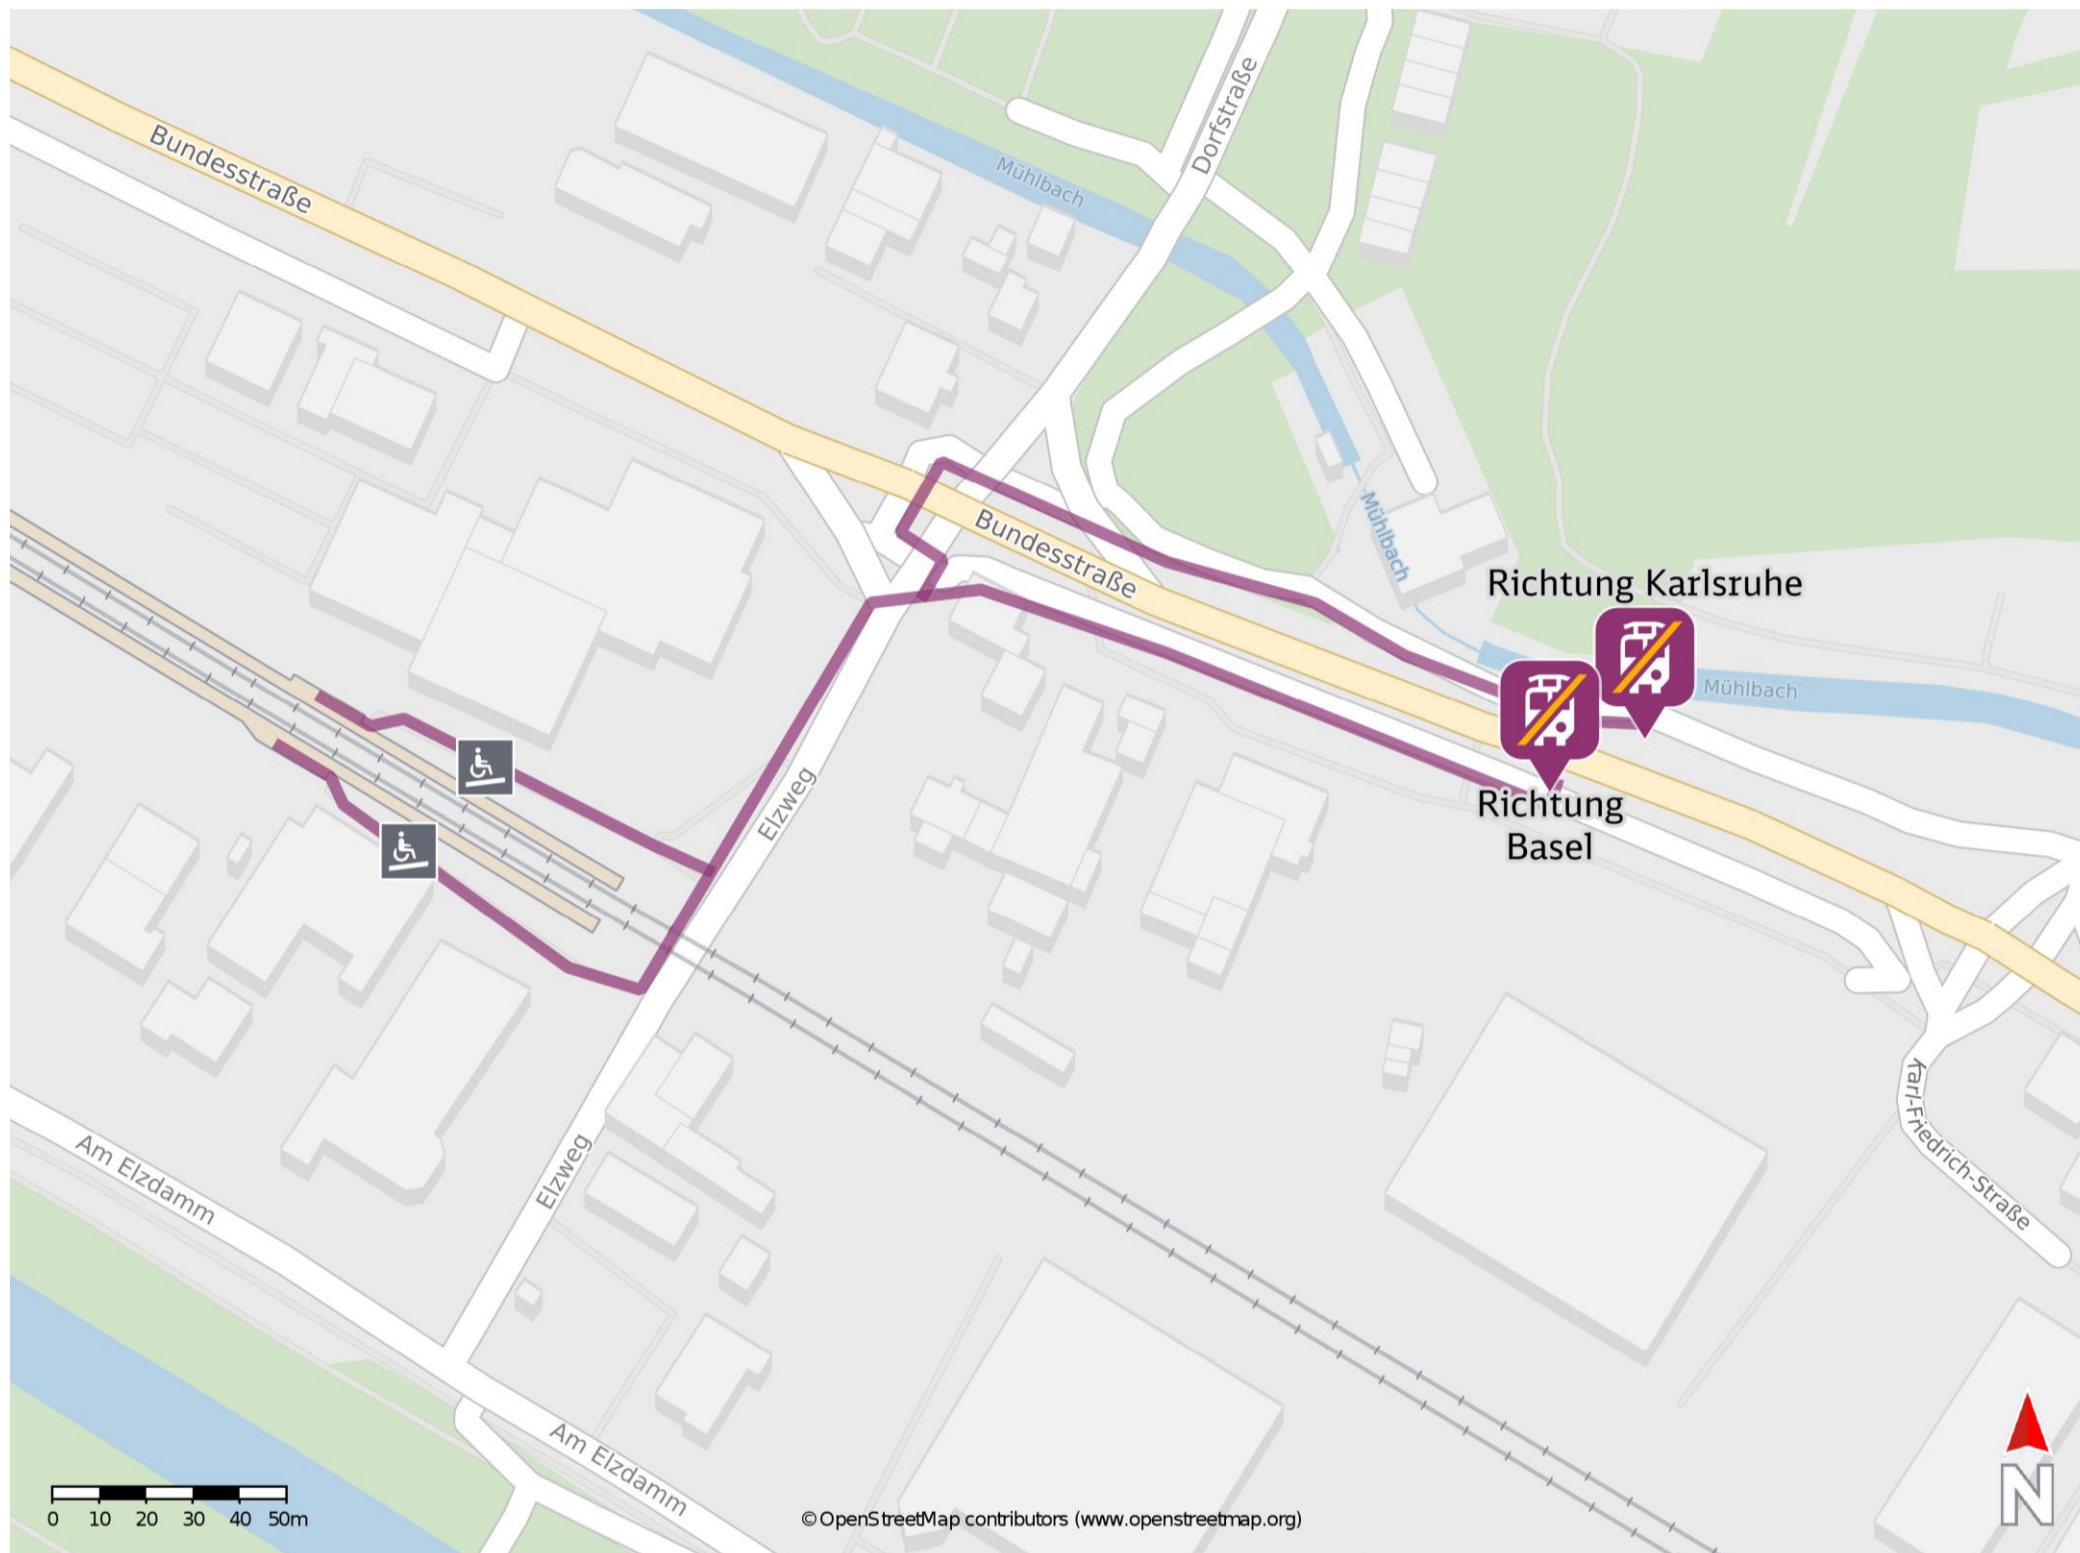 Dorfstraße
Bundesstraße
Mühlbach
Bundesstraße
Mühlbach
Richtung Karlsruhe
Mühlbach
Richtung
Basel
Elzweg
Karl-Friedrich-Straße
Am Elzdamm
Elzweg
Am Elzdamm
0 10 20 30 40 50m
© OpenStreetMap contributors (www.openstreetmap.org)
N